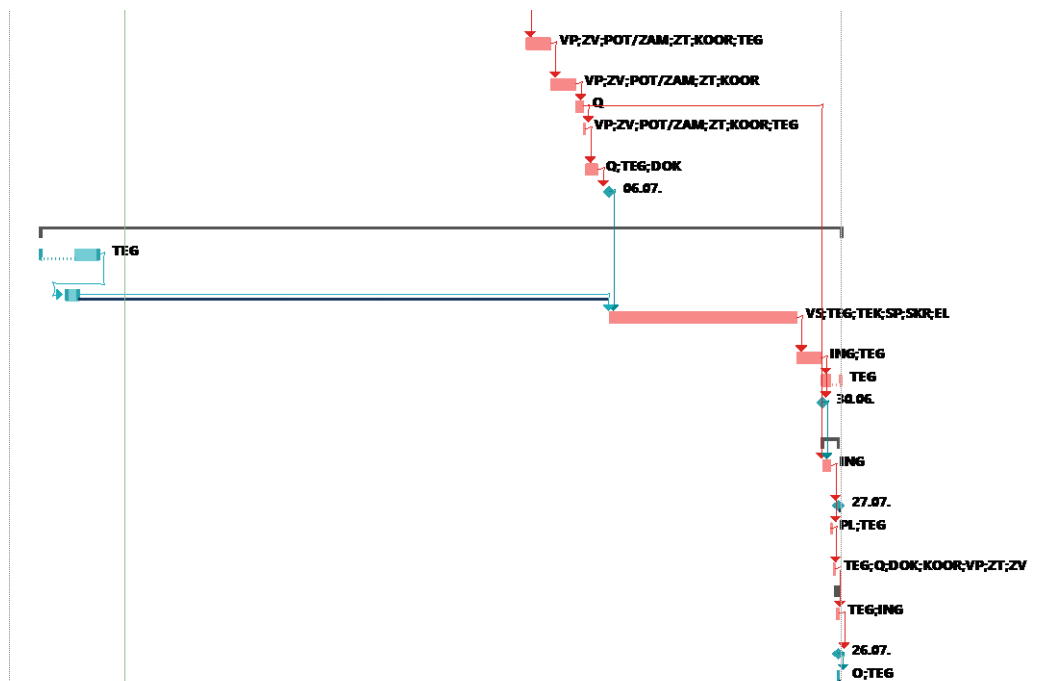 VP;ZV;POT/ZAM;ZT;KOOR;TEG
VP;ZV;POT/ZAM;ZT;KOOR
Q
VP;ZV;POT/ZAM;ZT;KOOR;TEG
Q;TEG;DOK
06.07.
TEG
VS;TEG;TEK;SP;SKR;EL
ING;TEG
TEG
30.06.
ING
27.07.
PL;TEG
TEG;Q;DOK;KOOR;VP;ZT;ZV
TEG;ING
26.07.
O;TEG